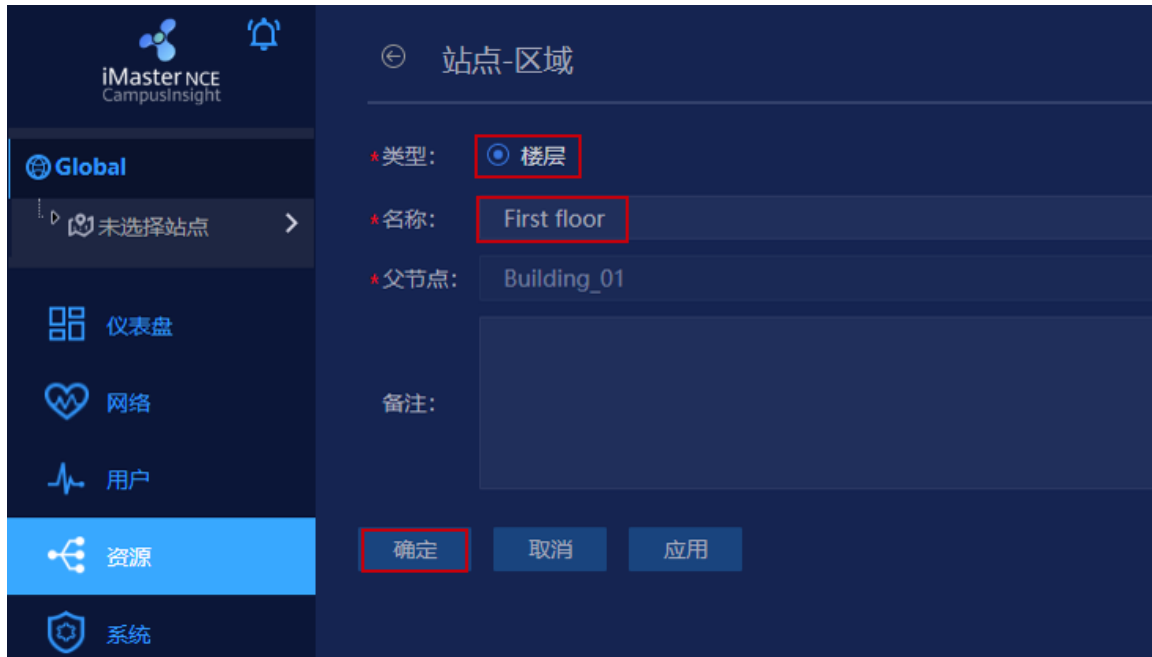 iMaster NCE
CampusInsight
Global
未选择站点
仪表盘
网络
用户
资源
系统
站点-区域
*类型: 楼层
*名称: First floor
*父节点: Building_01
备注:
确定 取消 应用